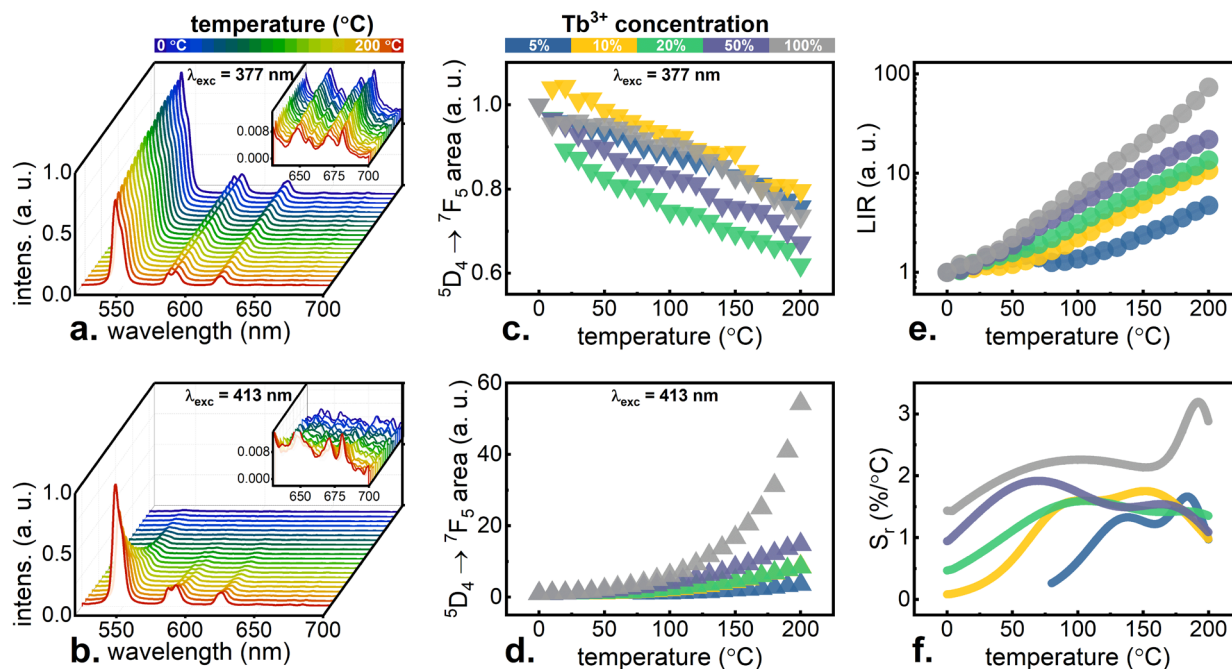 temperature (°C)
0 °C 200 °C
λexc = 377 nm
0.008
0.000
650 675 700
intens. (a. u.)
1.0
0.5
0.0
550 600 650 700
a. wavelength (nm)
λexc = 413 nm
0.008
0.000
650 675 700
intens. (a. u.)
1.0
0.5
0.0
550 600 650 700
b. wavelength (nm)
Tb3+ concentration
5% 10% 20% 50% 100%
λexc = 377 nm
5D4 → 7F5 area (a. u.)
1.0
0.8
0.6
0 50 100 150 200
c. temperature (°C)
λexc = 413 nm
5D4 → 7F5 area (a. u.)
60
40
20
0
0 50 100 150 200
d. temperature (°C)
LIR (a. u.)
100
10
1
0 50 100 150 200
e. temperature (°C)
Sr (%/°C)
3
2
1
0
0 50 100 150 200
f. temperature (°C)